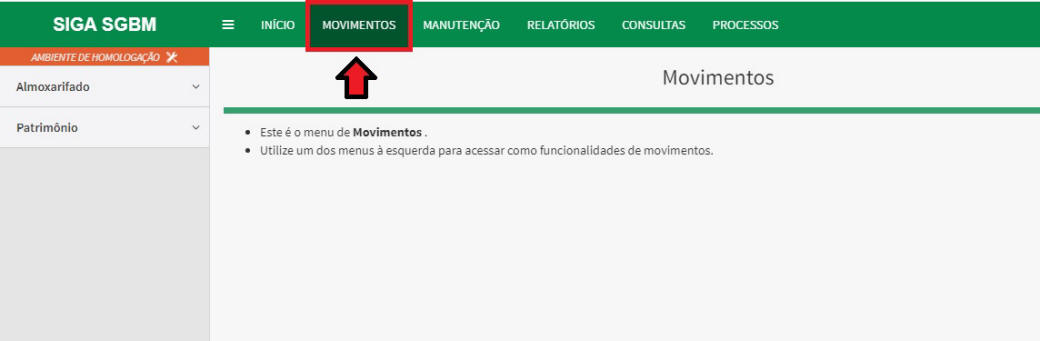 SIGA SGBM
INÍCIO MOVIMENTOS MANUTENÇÃO RELATÓRIOS CONSULTAS PROCESSOS
AMBIENTE DE HOMOLOGAÇÃO
Almoxarifado
Patrimônio
Movimentos
Este é o menu de Movimentos .
Utilize um dos menus à esquerda para acessar como funcionalidades de movimentos.